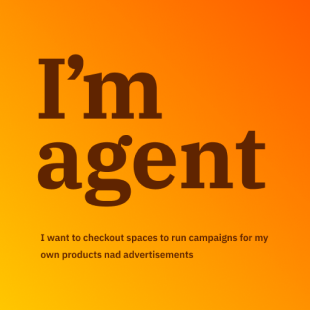 I'm
agent
I want to checkout spaces to run campaigns for my
own products nad advertisements